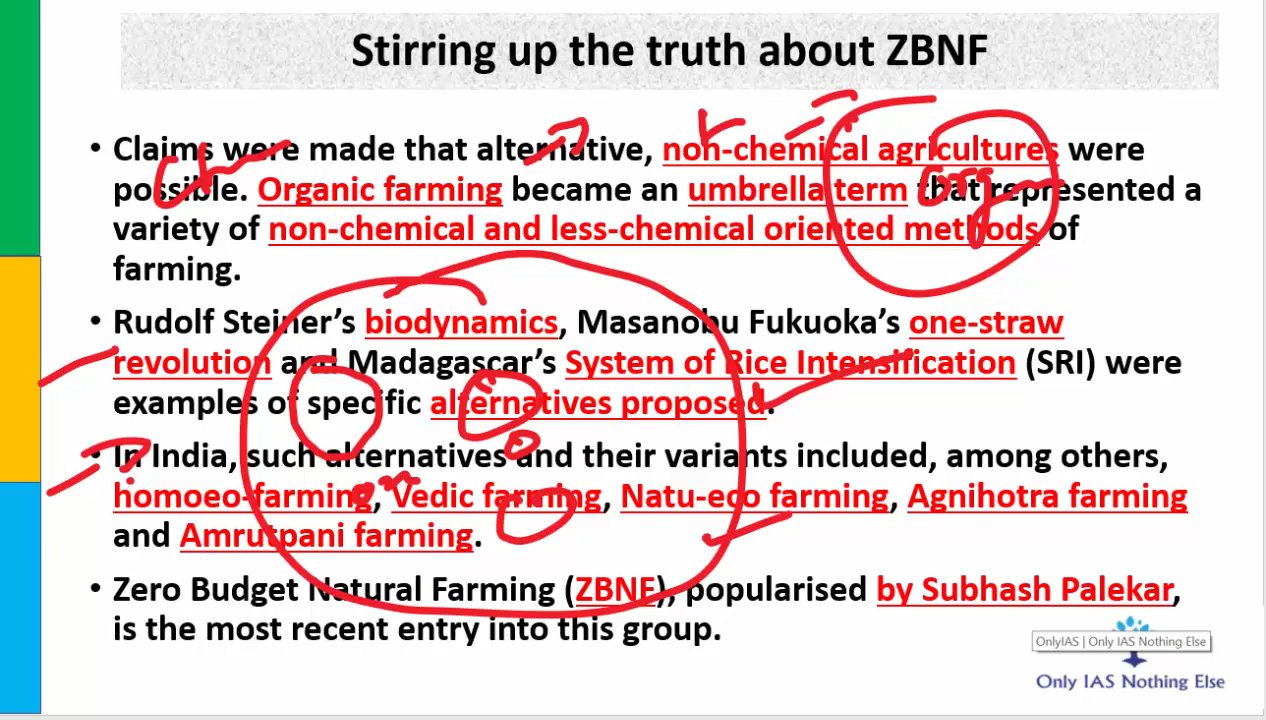 Stirring up the truth about ZBNF
• Claims were made that alternative, non-chemical agricultures were
possible. Organic farming became an umbrella term that represented a
variety of non-chemical and less-chemical oriented methods of
farming.
• Rudolf Steiner's biodynamics, Masanobu Fukuoka's one-straw
revolution and Madagascar's System of Rice Intensification (SRI) were
examples of specific alternatives proposed.
• In India, such alternatives and their variants included, among others,
homoeo-farming, Vedic farming, Natu-eco farming, Agnihotra farming
and Amrutpani farming.
• Zero Budget Natural Farming (ZBNF), popularised by Subhash Palekar,
is the most recent entry into this group.
OnlyIAS | Only IAS Nothing Else
Only IAS Nothing Else